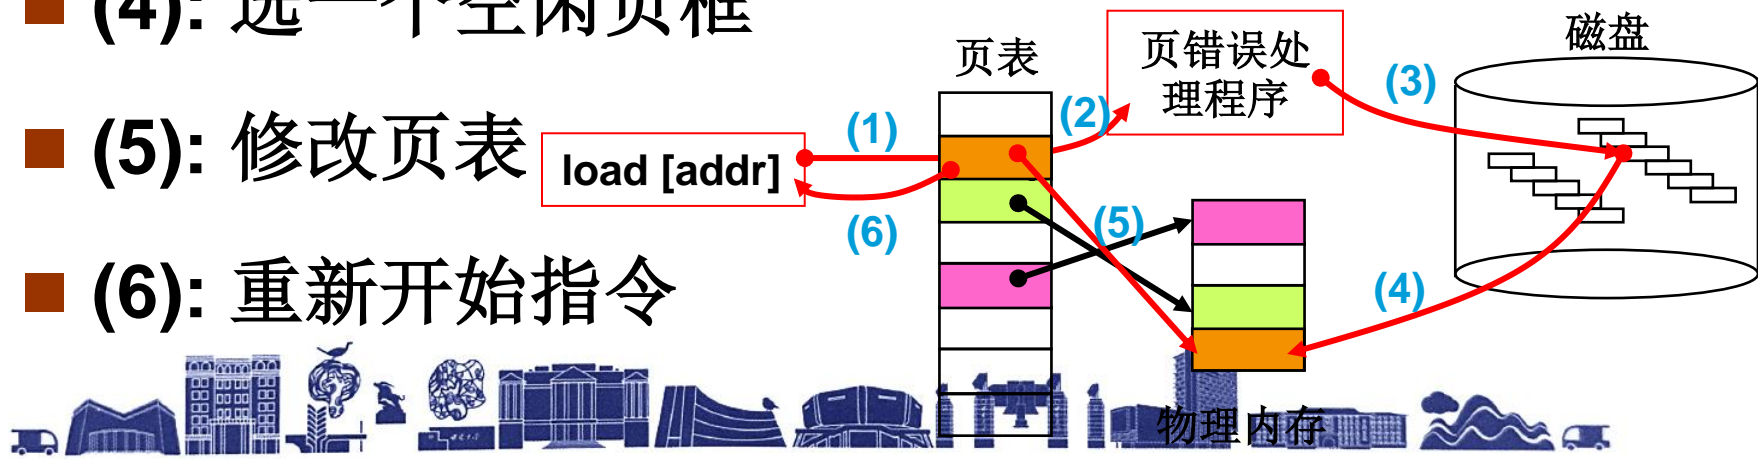 (4): 选一个空闲页框
(5): 修改页表
(6): 重新开始指令
load [addr]
(1)
(6)
页表
(2)
页错误处
理程序
(3)
磁盘
(5)
(4)
物理内存